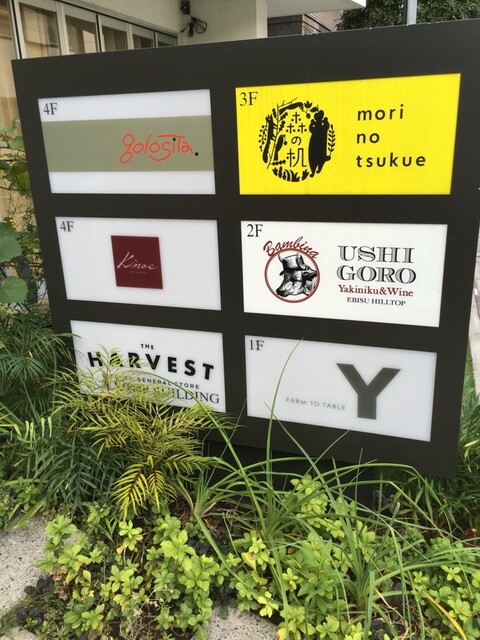 4F
golosita.
3F
森の机
mori
no
tsukue
4F
Knoc
2F
Bambina
USHI
GORO
Yakiniku&Wine
EBISU HILLTOP
THE
HARVEST
GENERAL STORE
BUILDING
1F
Y
FARM TO TABLE